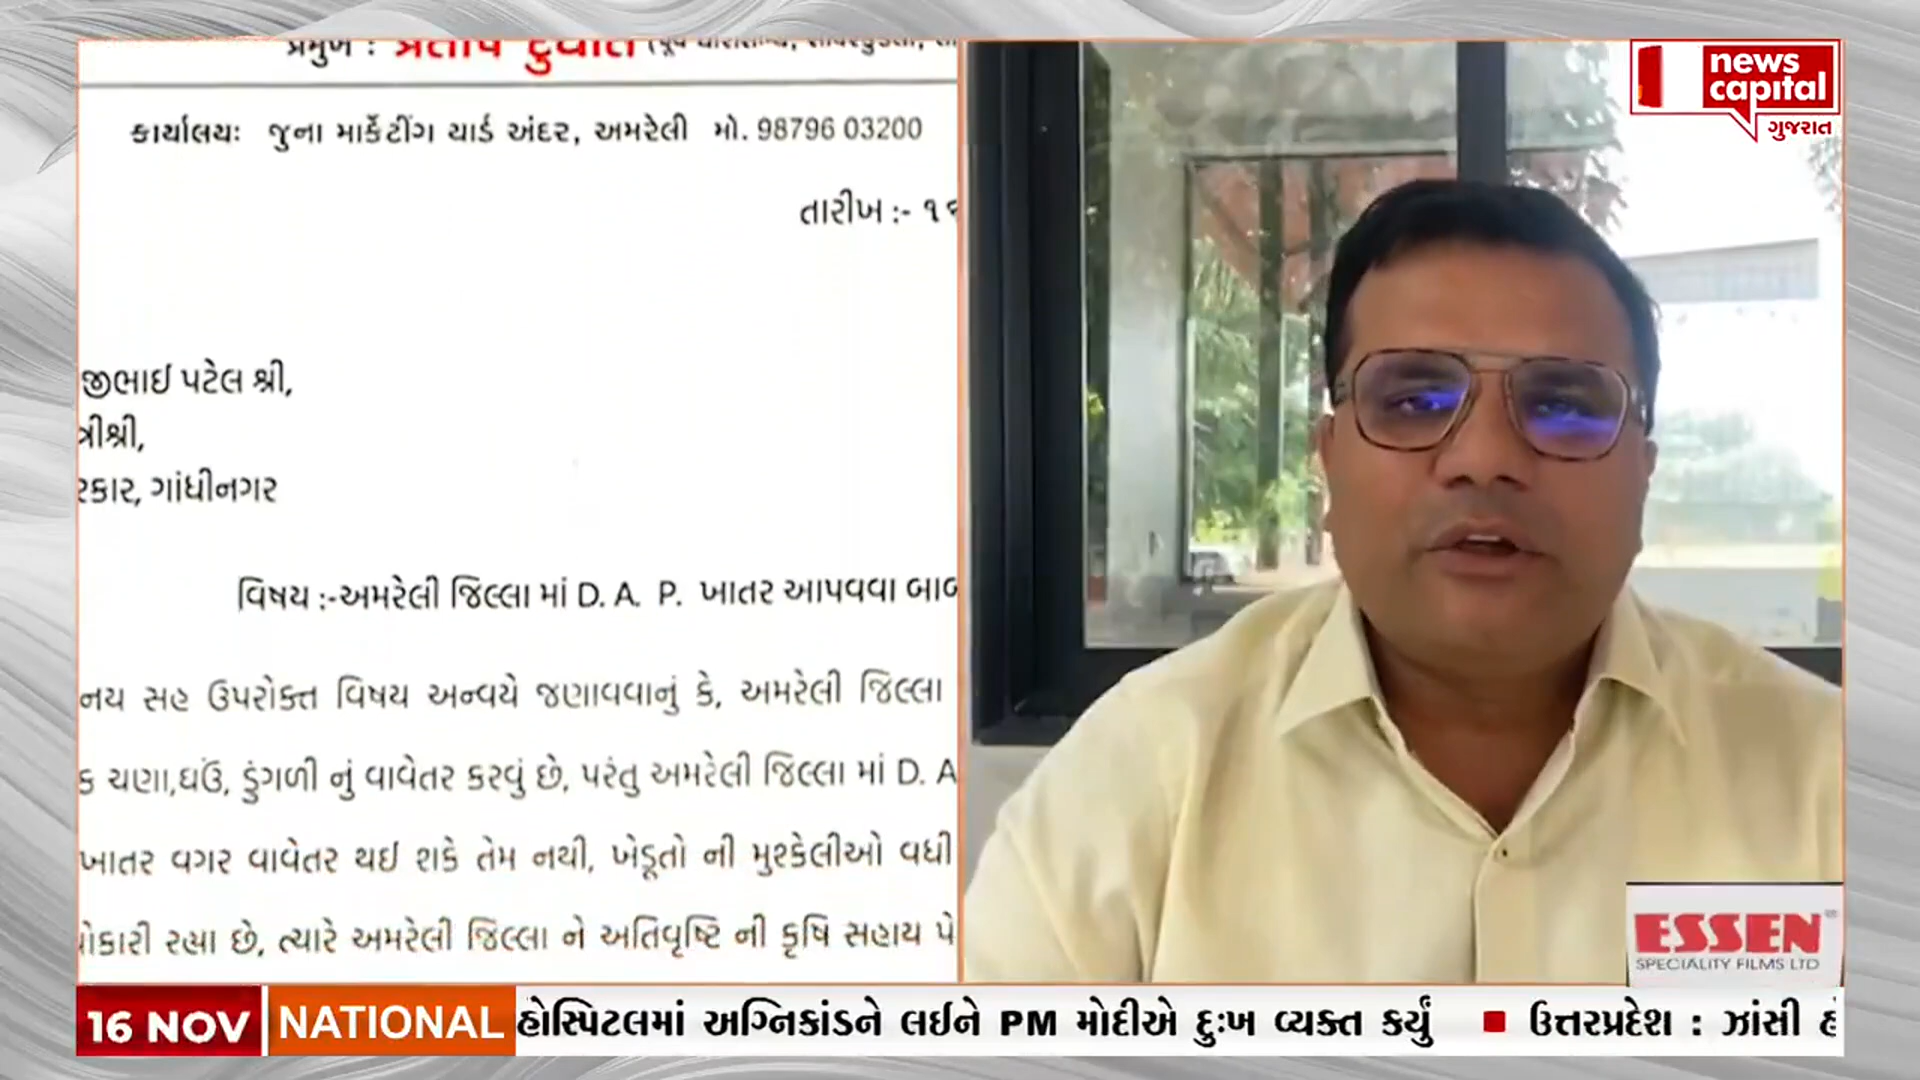 પ્રમુખ : પ્રતાપ દુધાત
કાર્યાલયઃ જુના માર્કેટીંગ યાર્ડ અંદર, અમરેલી મો. 98796 03200
તારીખ :- ૧
જીભાઈ પટેલ શ્રી,
ત્રીશ્રી,
રકાર, ગાંધીનગર
વિષય :-અમરેલી જિલ્લા માં D. A. P. ખાતર આપવવા બાબ
નય સહ ઉપરોક્ત વિષય અન્વયે જણાવવાનું કે, અમરેલી જિલ્લા
ક ચણા,ઘઉં, ડુંગળી નું વાવેતર કરવું છે, પરંતુ અમરેલી જિલ્લા માં D. A
ખાતર વગર વાવેતર થઇ શકે તેમ નથી, ખેડૂતો ની મુશ્કેલીઓ વધી
ોકારી રહ્યા છે, ત્યારે અમરેલી જિલ્લા ને અતિવૃષ્ટિ ની કૃષિ સહાય પે
news
capital
ગુજરાત
ESSEN
SPECIALITY FILMS LTD
16 NOV NATIONAL હોસ્પિટલમાં અગ્નિકાંડને લઈને PM મોદીએ દુઃખ વ્યક્ત કર્યું ■ ઉત્તરપ્રદેશ : ઝાંસી હ